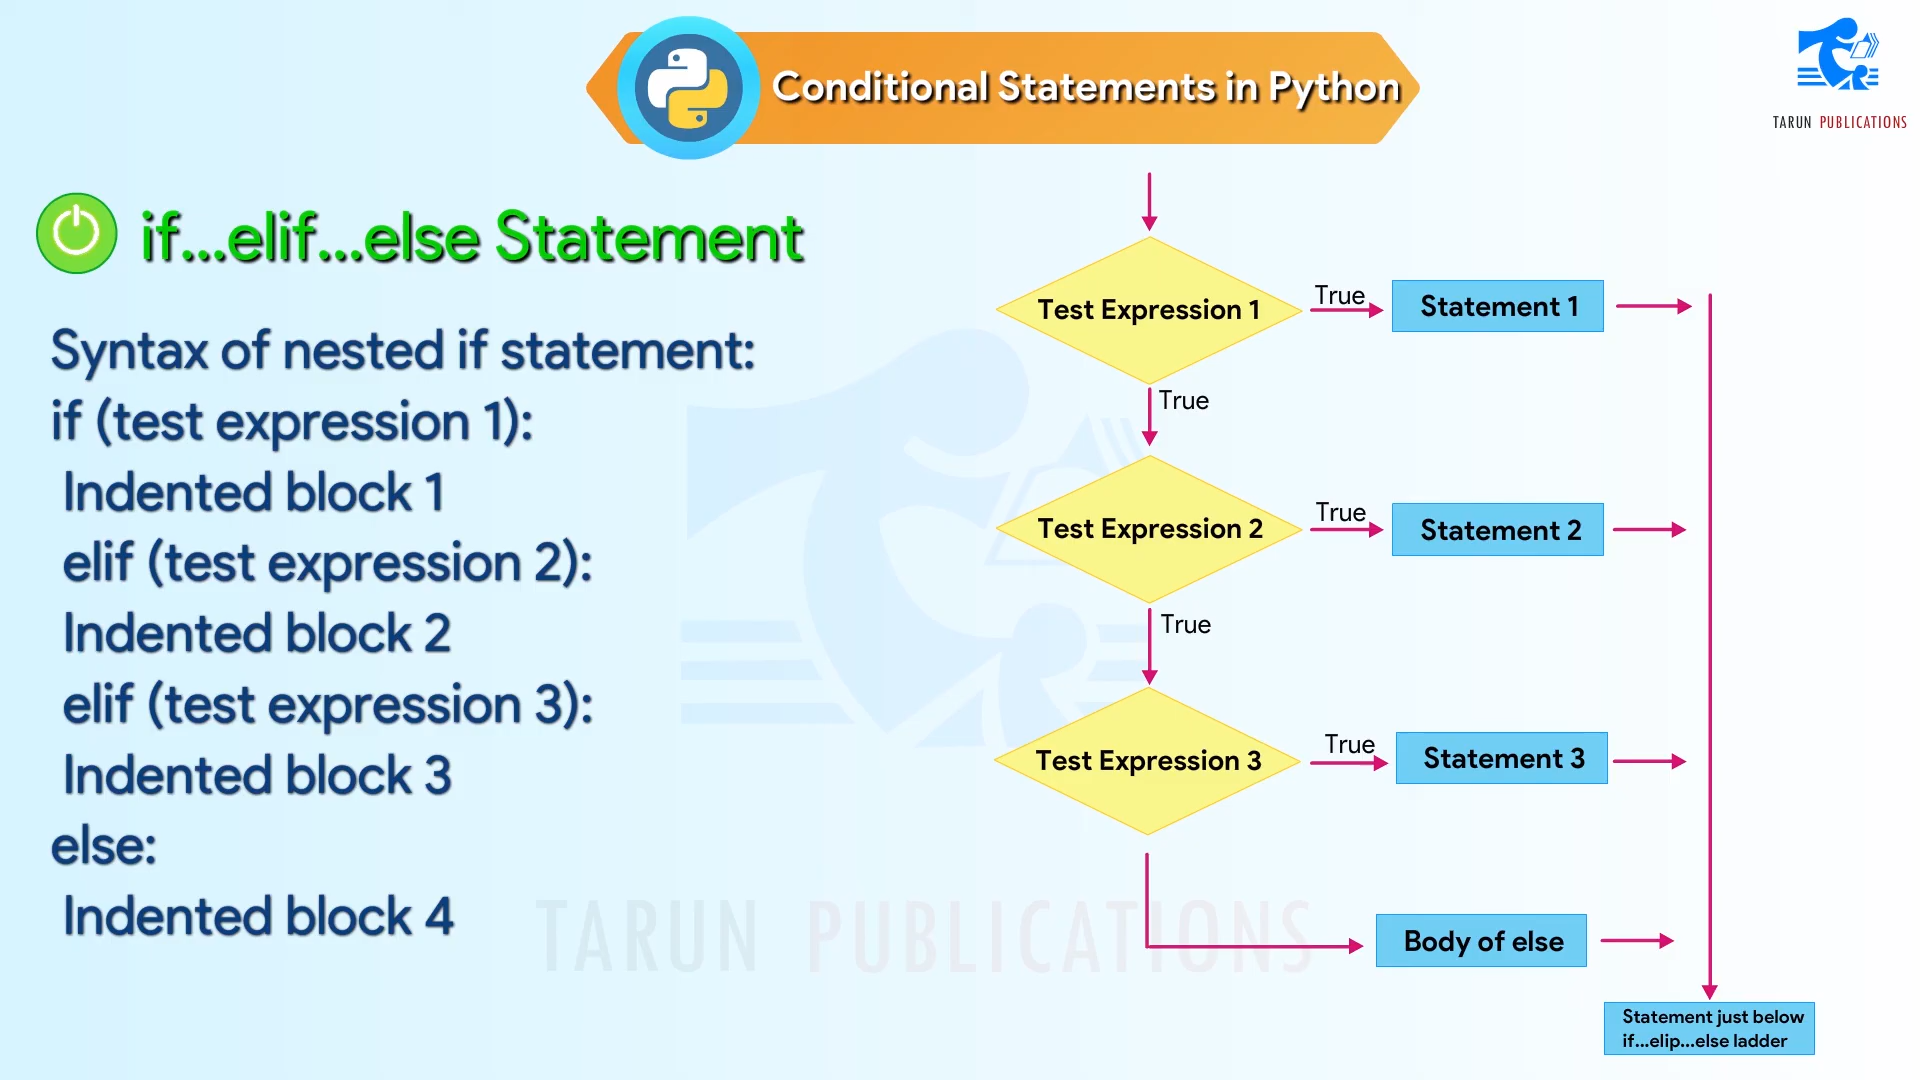 Conditional Statements in Python
TARUN PUBLICATIONS
if...elif...else Statement
Syntax of nested if statement:
if (test expression 1):
Indented block 1
elif (test expression 2):
Indented block 2
elif (test expression 3):
Indented block 3
else:
Indented block 4
Test Expression 1
True
Statement 1
True
Test Expression 2
True
Statement 2
True
Test Expression 3
True
Statement 3
Body of else
Statement just below
if...elip...else ladder
TARUN PUBLICATIONS